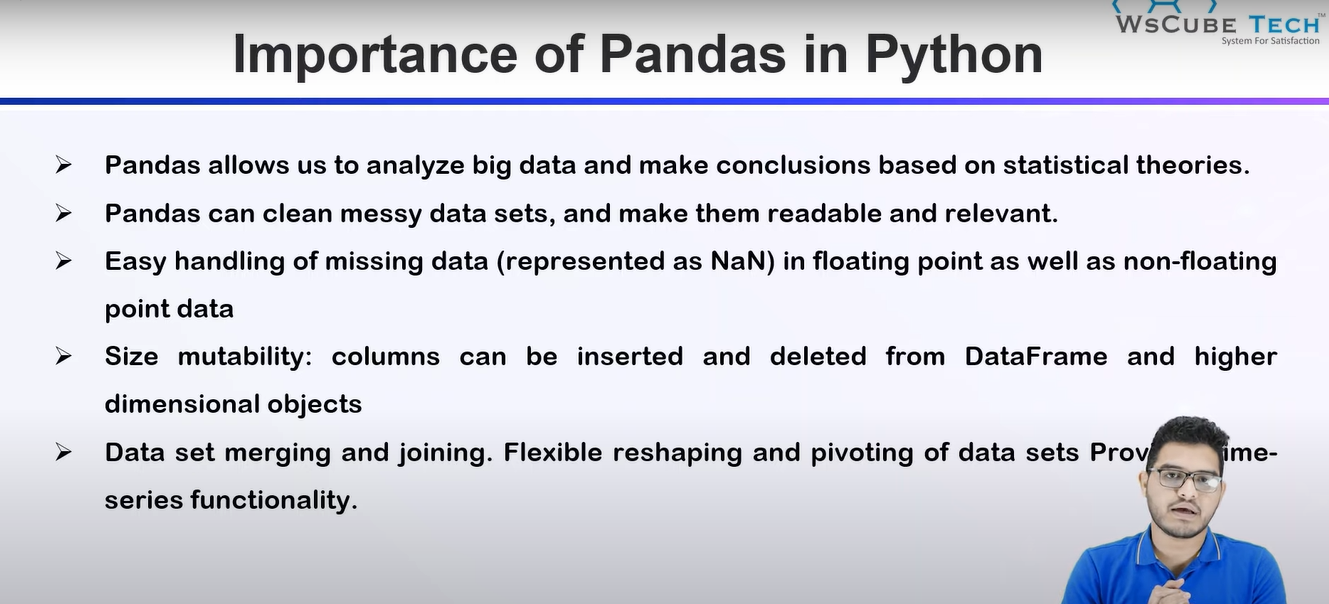 WSCUBE TECH
TM
System For Satisfaction
Importance of Pandas in Python
Pandas allows us to analyze big data and make conclusions based on statistical theories.
Pandas can clean messy data sets, and make them readable and relevant.
Easy handling of missing data (represented as NaN) in floating point as well as non-floating
point data
Size mutability: columns can be inserted and deleted from DataFrame and higher
dimensional objects
Data set merging and joining. Flexible reshaping and pivoting of data sets
series functionality.